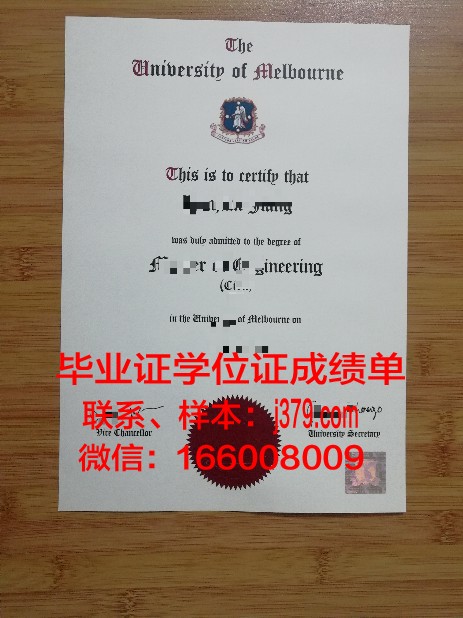 The
University of Melbourne
This is to certify that
was duly admitted to the degree of
(C
in the of Melbourne on
毕业证学位证成绩单
联系、样本：j379.com
Vice Chancellor
University Secretary
微信：166008009